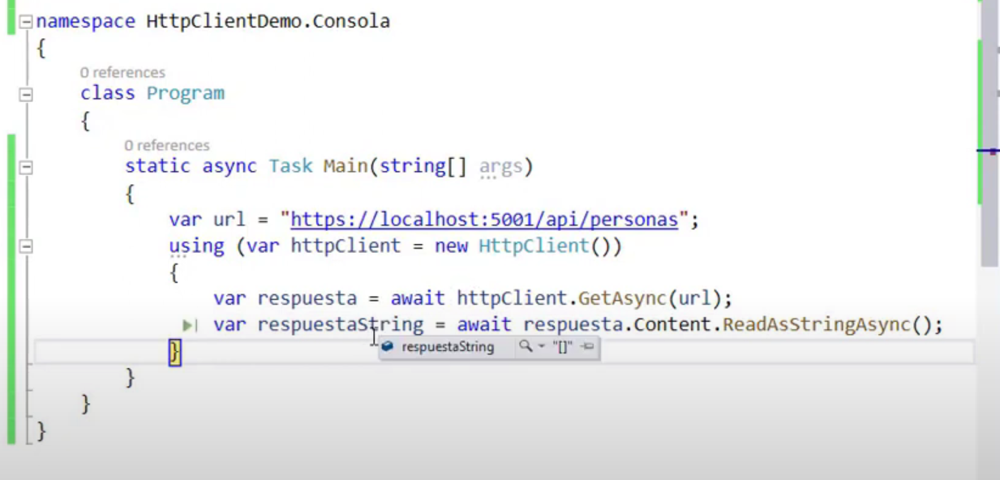 namespace HttpClientDemo.Consola
{
0 references
class Program
{
0 references
static async Task Main(string[] args)
{
var url = "https://localhost:5001/api/personas";
using (var httpClient = new HttpClient())
{
var respuesta = await httpClient.GetAsync(url);
var respuestaString = await respuesta.Content.ReadAsStringAsync();
respuestaString "[]"
}
}
}
}